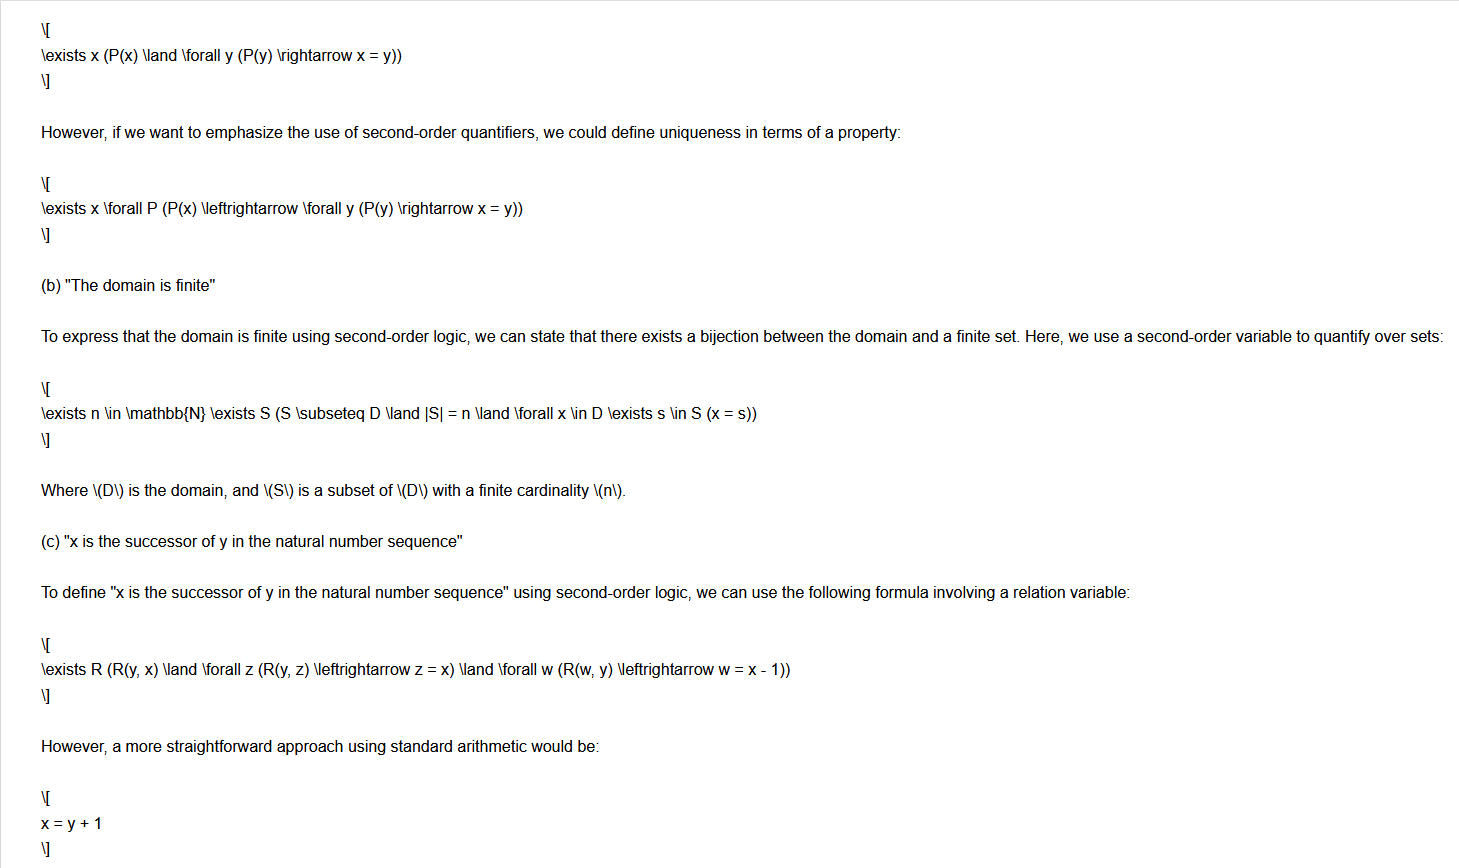 \[
\exists x (P(x) \land \forall y (P(y) \rightarrow x = y))
\]
However, if we want to emphasize the use of second-order quantifiers, we could define uniqueness in terms of a property:
\[
\exists x \forall P (P(x) \leftrightarrow \forall y (P(y) \rightarrow x = y))
\]
(b) "The domain is finite"
To express that the domain is finite using second-order logic, we can state that there exists a bijection between the domain and a finite set. Here, we use a second-order variable to quantify over sets:
\[
\exists n \in \mathbb{N} \exists S (S \subseteq D \land |S| = n \land \forall x \in D \exists s \in S (x = s))
\]
Where \(D\) is the domain, and \(S\) is a subset of \(D\) with a finite cardinality \(n\).
(c) "x is the successor of y in the natural number sequence"
To define "x is the successor of y in the natural number sequence" using second-order logic, we can use the following formula involving a relation variable:
\[
\exists R (R(y, x) \land \forall z (R(y, z) \leftrightarrow z = x) \land \forall w (R(w, y) \leftrightarrow w = x - 1))
\]
However, a more straightforward approach using standard arithmetic would be:
\[
x = y + 1
\]